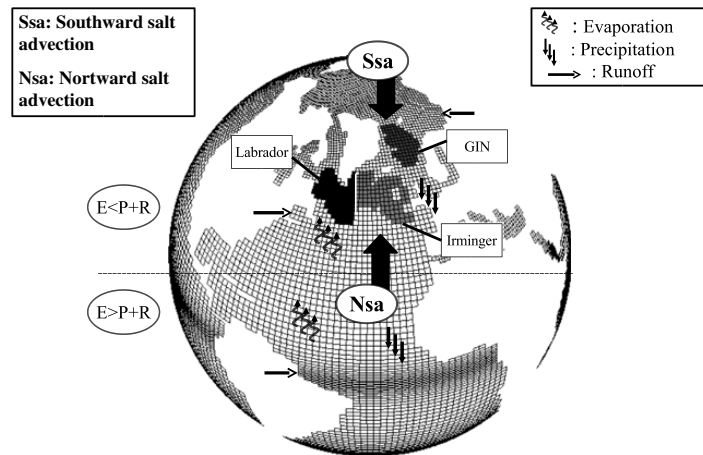 Ssa: Southward salt
advection
Nsa: Nortward salt
advection
: Evaporation
: Precipitation
: Runoff
Ssa
Labrador
GIN
E<P+R
Irminger
E>P+R
Nsa